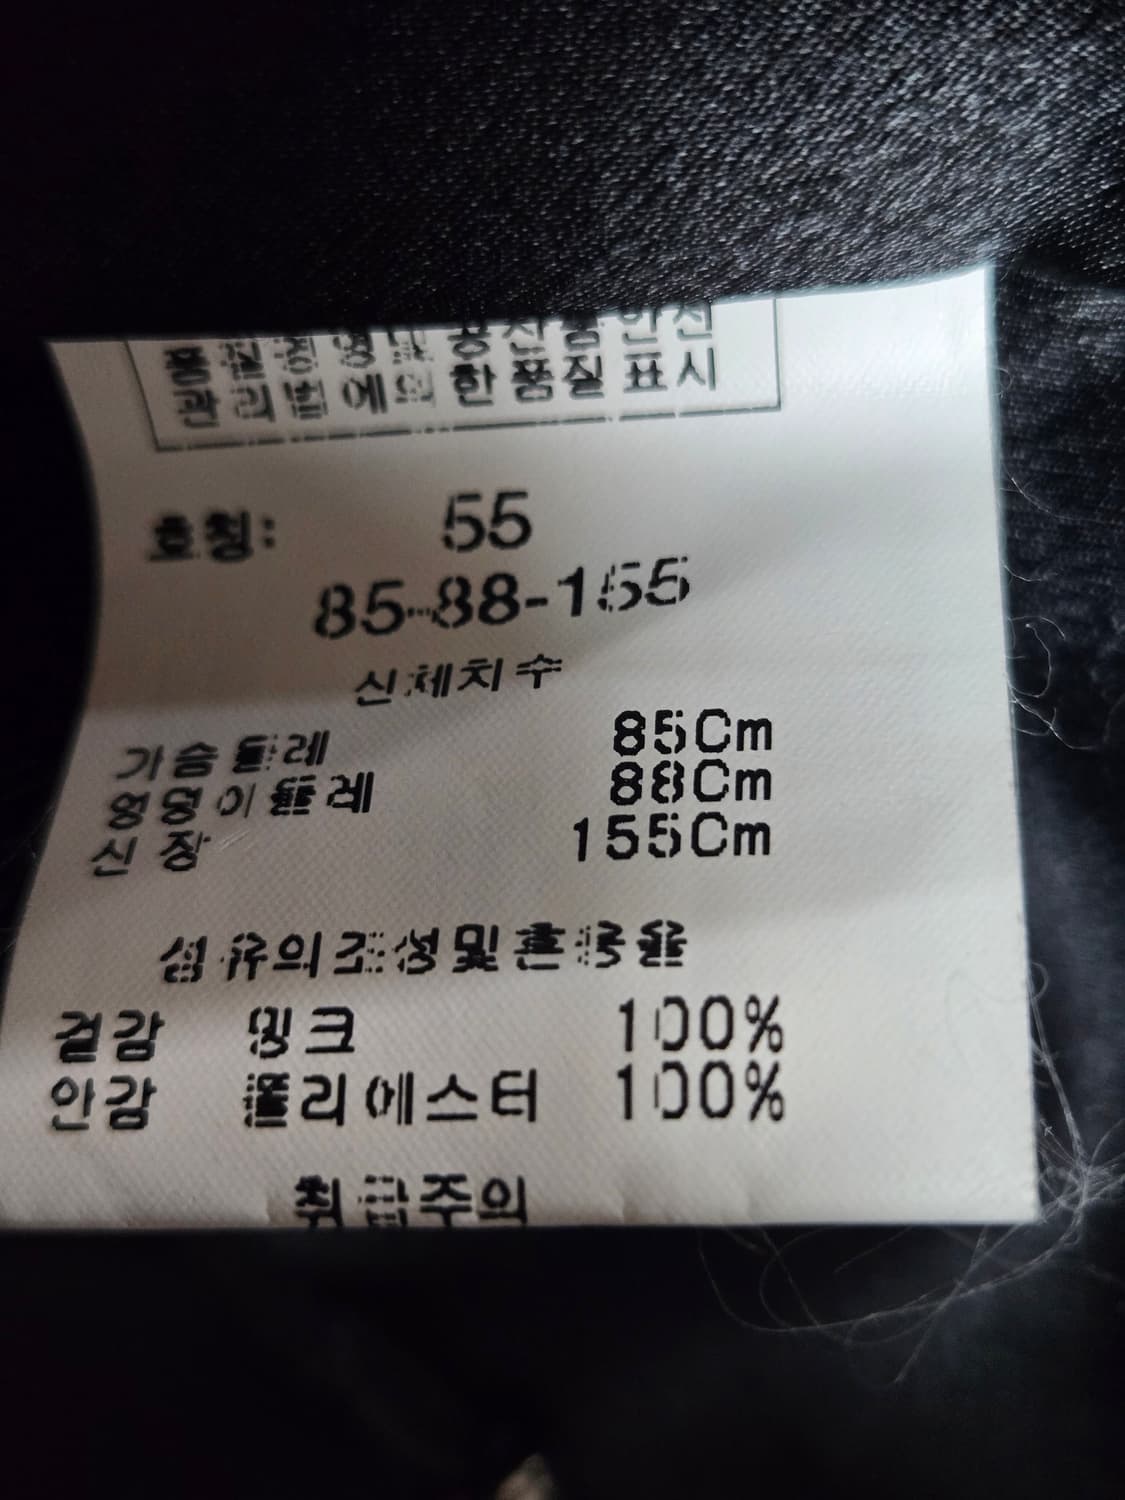 품질경영및공산품안전
관리법에의한품질표시
호칭: 55
85-88-155
신체치수
가슴둘레 85Cm
엉덩이둘레 88Cm
신장 155Cm
섬유의조성및혼용율
겉감 밍크 100%
안감 폴리에스터 100%
취급주의